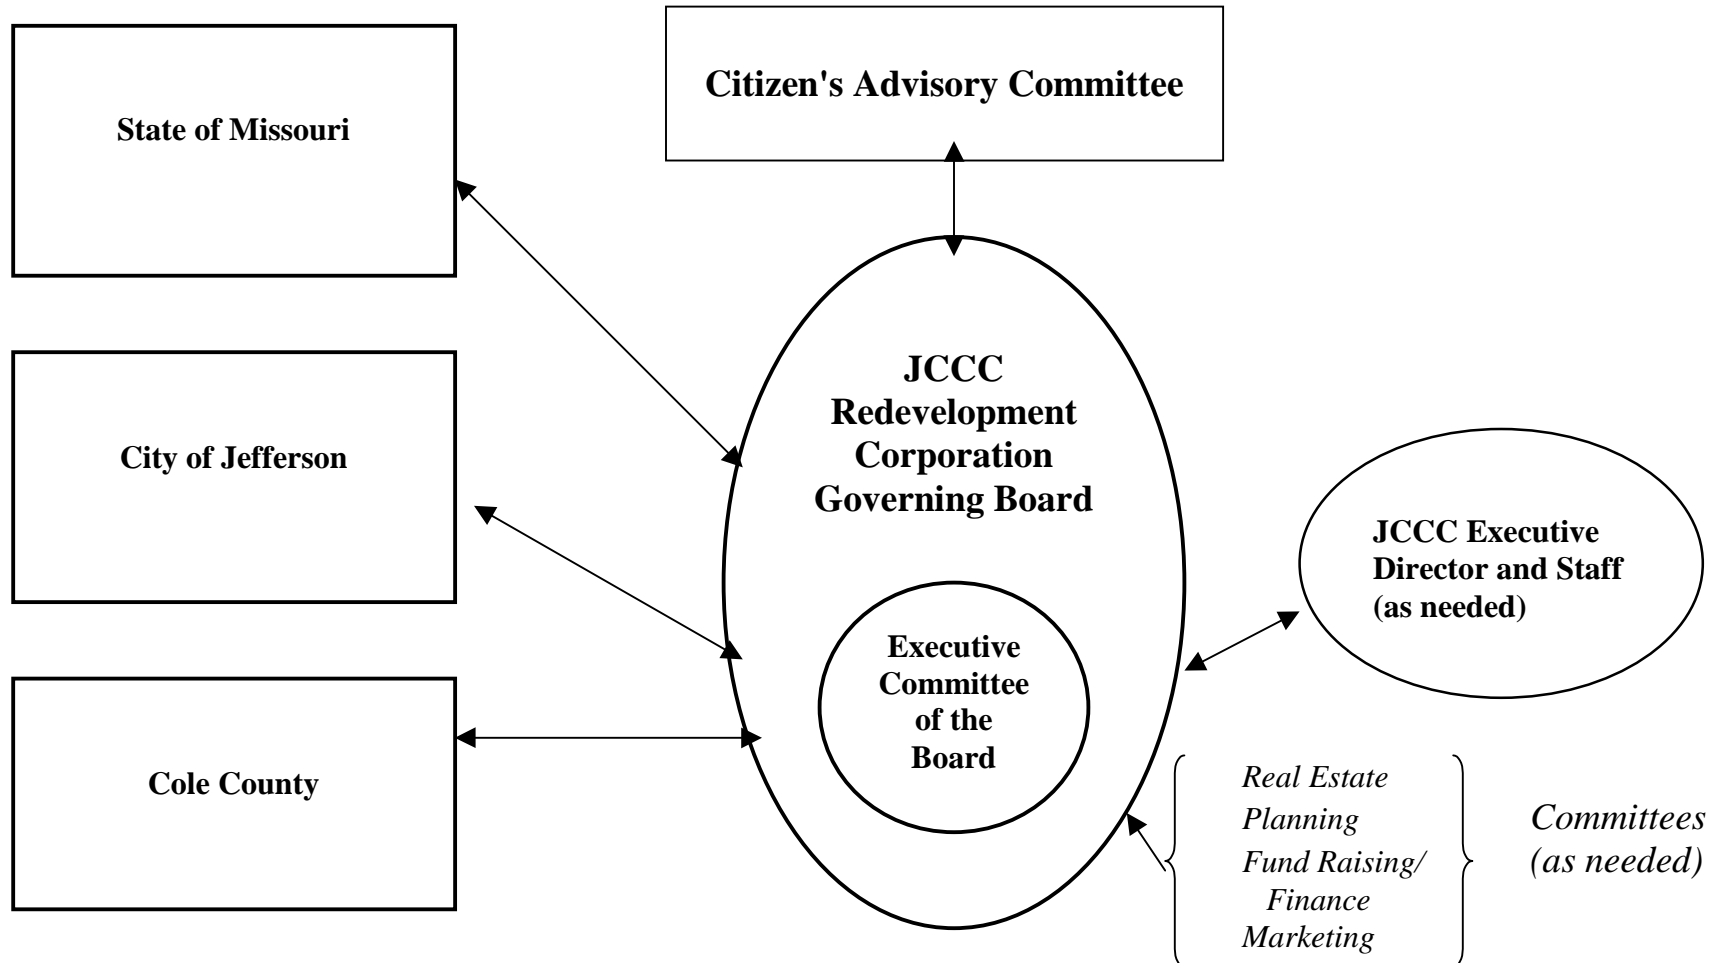 Citizen's Advisory Committee
State of Missouri
City of Jefferson
Cole County
JCCC
Redevelopment
Corporation
Governing Board
Executive
Committee
of the
Board
JCCC Executive
Director and Staff
(as needed)
Real Estate
Planning
Fund Raising/
Finance
Marketing
Committees
(as needed)